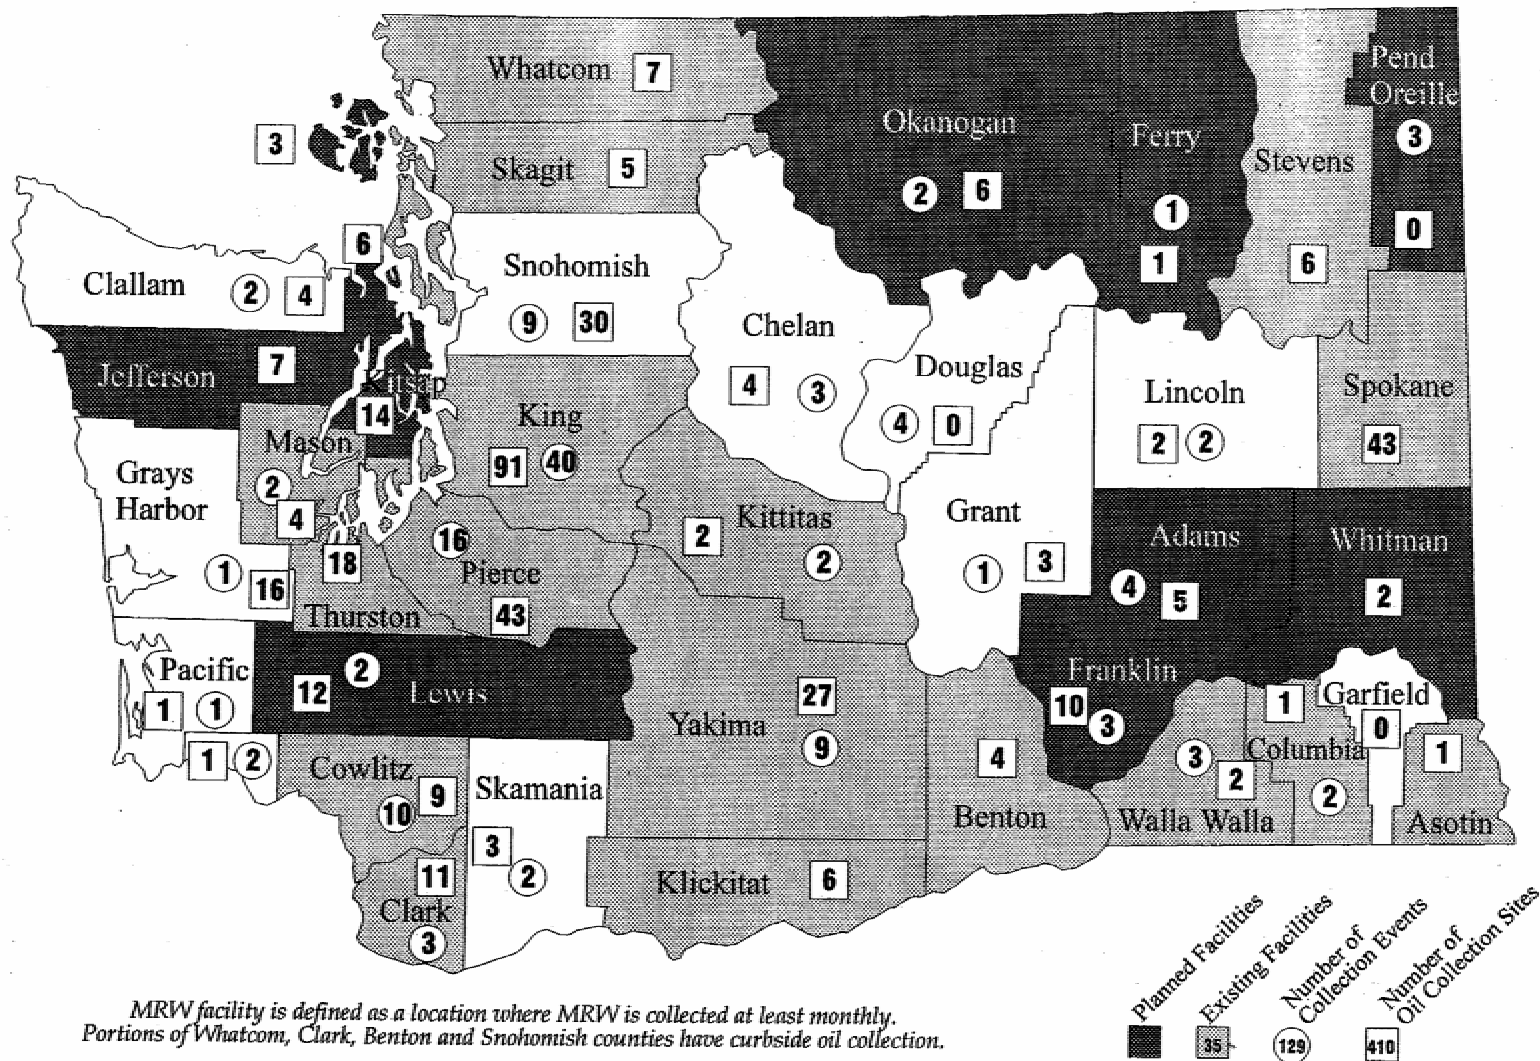 Whatcom 7
Pend
Oreille
3
0
Okanogan
2 6
Ferry
1
1
Stevens
6
3
Skagit 5
6
Clallam 2 4
Snohomish
9 30
Chelan
4 3
Douglas
4 0
Lincoln
2 2
Spokane
43
Jefferson 7
Kitsap
14
King
91 40
Mason
2
4
Grays
Harbor
1 16
18
Thurston
16
Pierce
43
Kittitas
2
2
Grant
1 3
Adams
4 5
Whitman
2
Pacific
1 1
1 2
12 2 Lewis
Yakima
27
9
Franklin
10 3
1
Columbia
2
Garfield
0
1
Asotin
3 2
Walla Walla
4
Benton
Cowlitz
10 9
Skamania
3
2
11
Clark
3
Klickitat 6
MRW facility is defined as a location where MRW is collected at least monthly.
Portions of Whatcom, Clark, Benton and Snohomish counties have curbside oil collection.
Planned Facilities
Existing Facilities
35
Number of
Collection Events
129
Number of
Oil Collection Sites
410